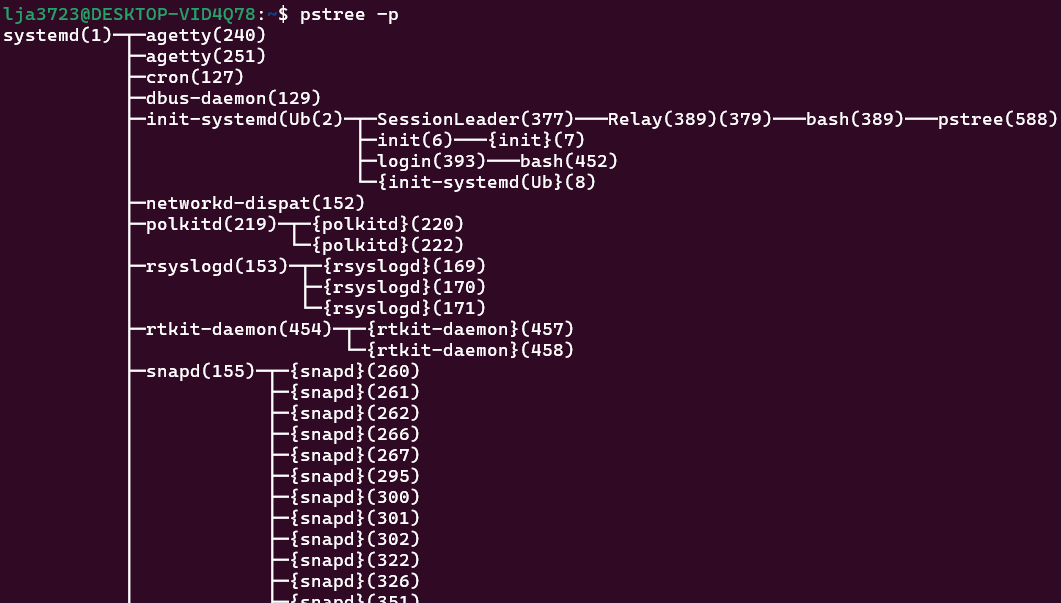 lja3723@DESKTOP-VID4Q78:~$ pstree -p
systemd(1)─┬─agetty(240)
           ├─agetty(251)
           ├─cron(127)
           ├─dbus-daemon(129)
           ├─init-systemd(Ub(2)─┬─SessionLeader(377)───Relay(389)(379)───bash(389)───pstree(588)
           │                    ├─init(6)───{init}(7)
           │                    ├─login(393)───bash(452)
           │                    └─{init-systemd(Ub}(8)
           ├─networkd-dispat(152)
           ├─polkitd(219)─┬─{polkitd}(220)
           │              └─{polkitd}(222)
           ├─rsyslogd(153)─┬─{rsyslogd}(169)
           │               ├─{rsyslogd}(170)
           │               └─{rsyslogd}(171)
           ├─rtkit-daemon(454)─┬─{rtkit-daemon}(457)
           │                   └─{rtkit-daemon}(458)
           ├─snapd(155)─┬─{snapd}(260)
           │            ├─{snapd}(261)
           │            ├─{snapd}(262)
           │            ├─{snapd}(266)
           │            ├─{snapd}(267)
           │            ├─{snapd}(295)
           │            ├─{snapd}(300)
           │            ├─{snapd}(301)
           │            ├─{snapd}(302)
           │            ├─{snapd}(322)
           │            ├─{snapd}(326)
           │            ├─{snapd}(351)